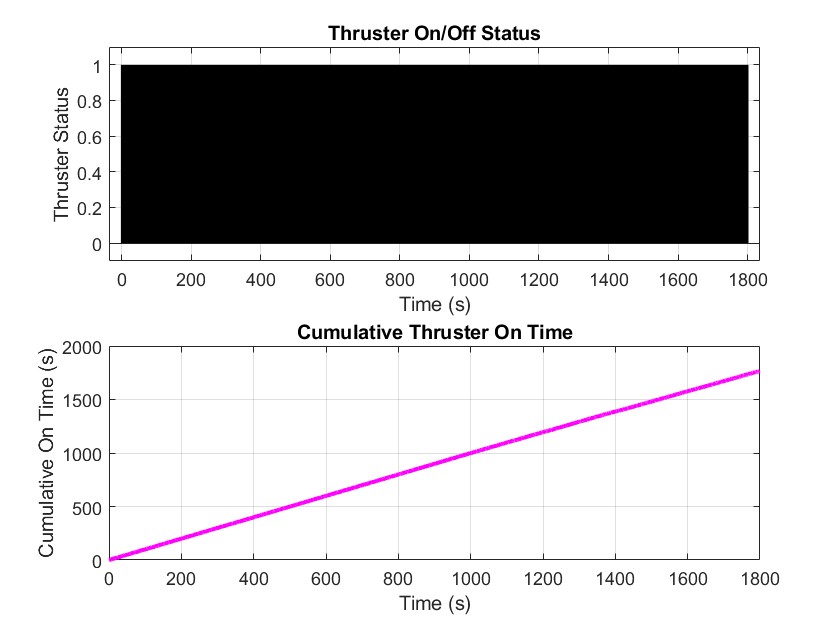 Thruster On/Off Status
Thruster Status
1
0.8
0.6
0.4
0.2
0
0 200 400 600 800 1000 1200 1400 1600 1800
Time (s)
Cumulative Thruster On Time
Cumulative On Time (s)
2000
1500
1000
500
0
0 200 400 600 800 1000 1200 1400 1600 1800
Time (s)